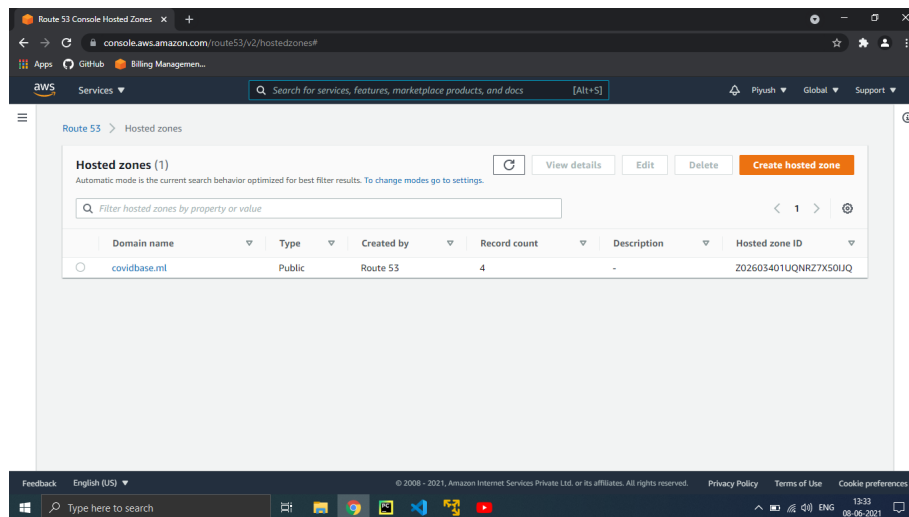 Route 53 Console Hosted Zones
console.aws.amazon.com/route53/v2/hostedzones#
Apps GitHub Billing Managemen...
aws Services Search for services, features, marketplace products, and docs [Alt+S] Piyush Global Support
Route 53 > Hosted zones
Hosted zones (1) View details Edit Delete Create hosted zone
Automatic mode is the current search behavior optimized for best filter results. To change modes go to settings.
Filter hosted zones by property or value 1
Domain name Type Created by Record count Description Hosted zone ID
covidbase.ml Public Route 53 4 - Z02603401UQNRZ7X50IJQ
Feedback English (US) © 2008 - 2021, Amazon Internet Services Private Ltd. or its affiliates. All rights reserved. Privacy Policy Terms of Use Cookie preferences
Type here to search PC ENG 13:33
08-06-2021